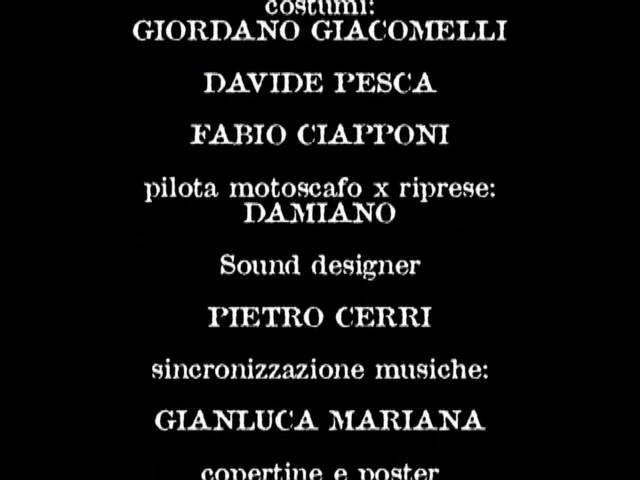 costumi:
GIORDANO GIACOMELLI
DAVIDE PESCA
FABIO CIAPPONI
pilota motoscafo x riprese:
DAMIANO
Sound designer
PIETRO CERRI
sincronizzazione musiche:
GIANLUCA MARIANA
copertine e poster